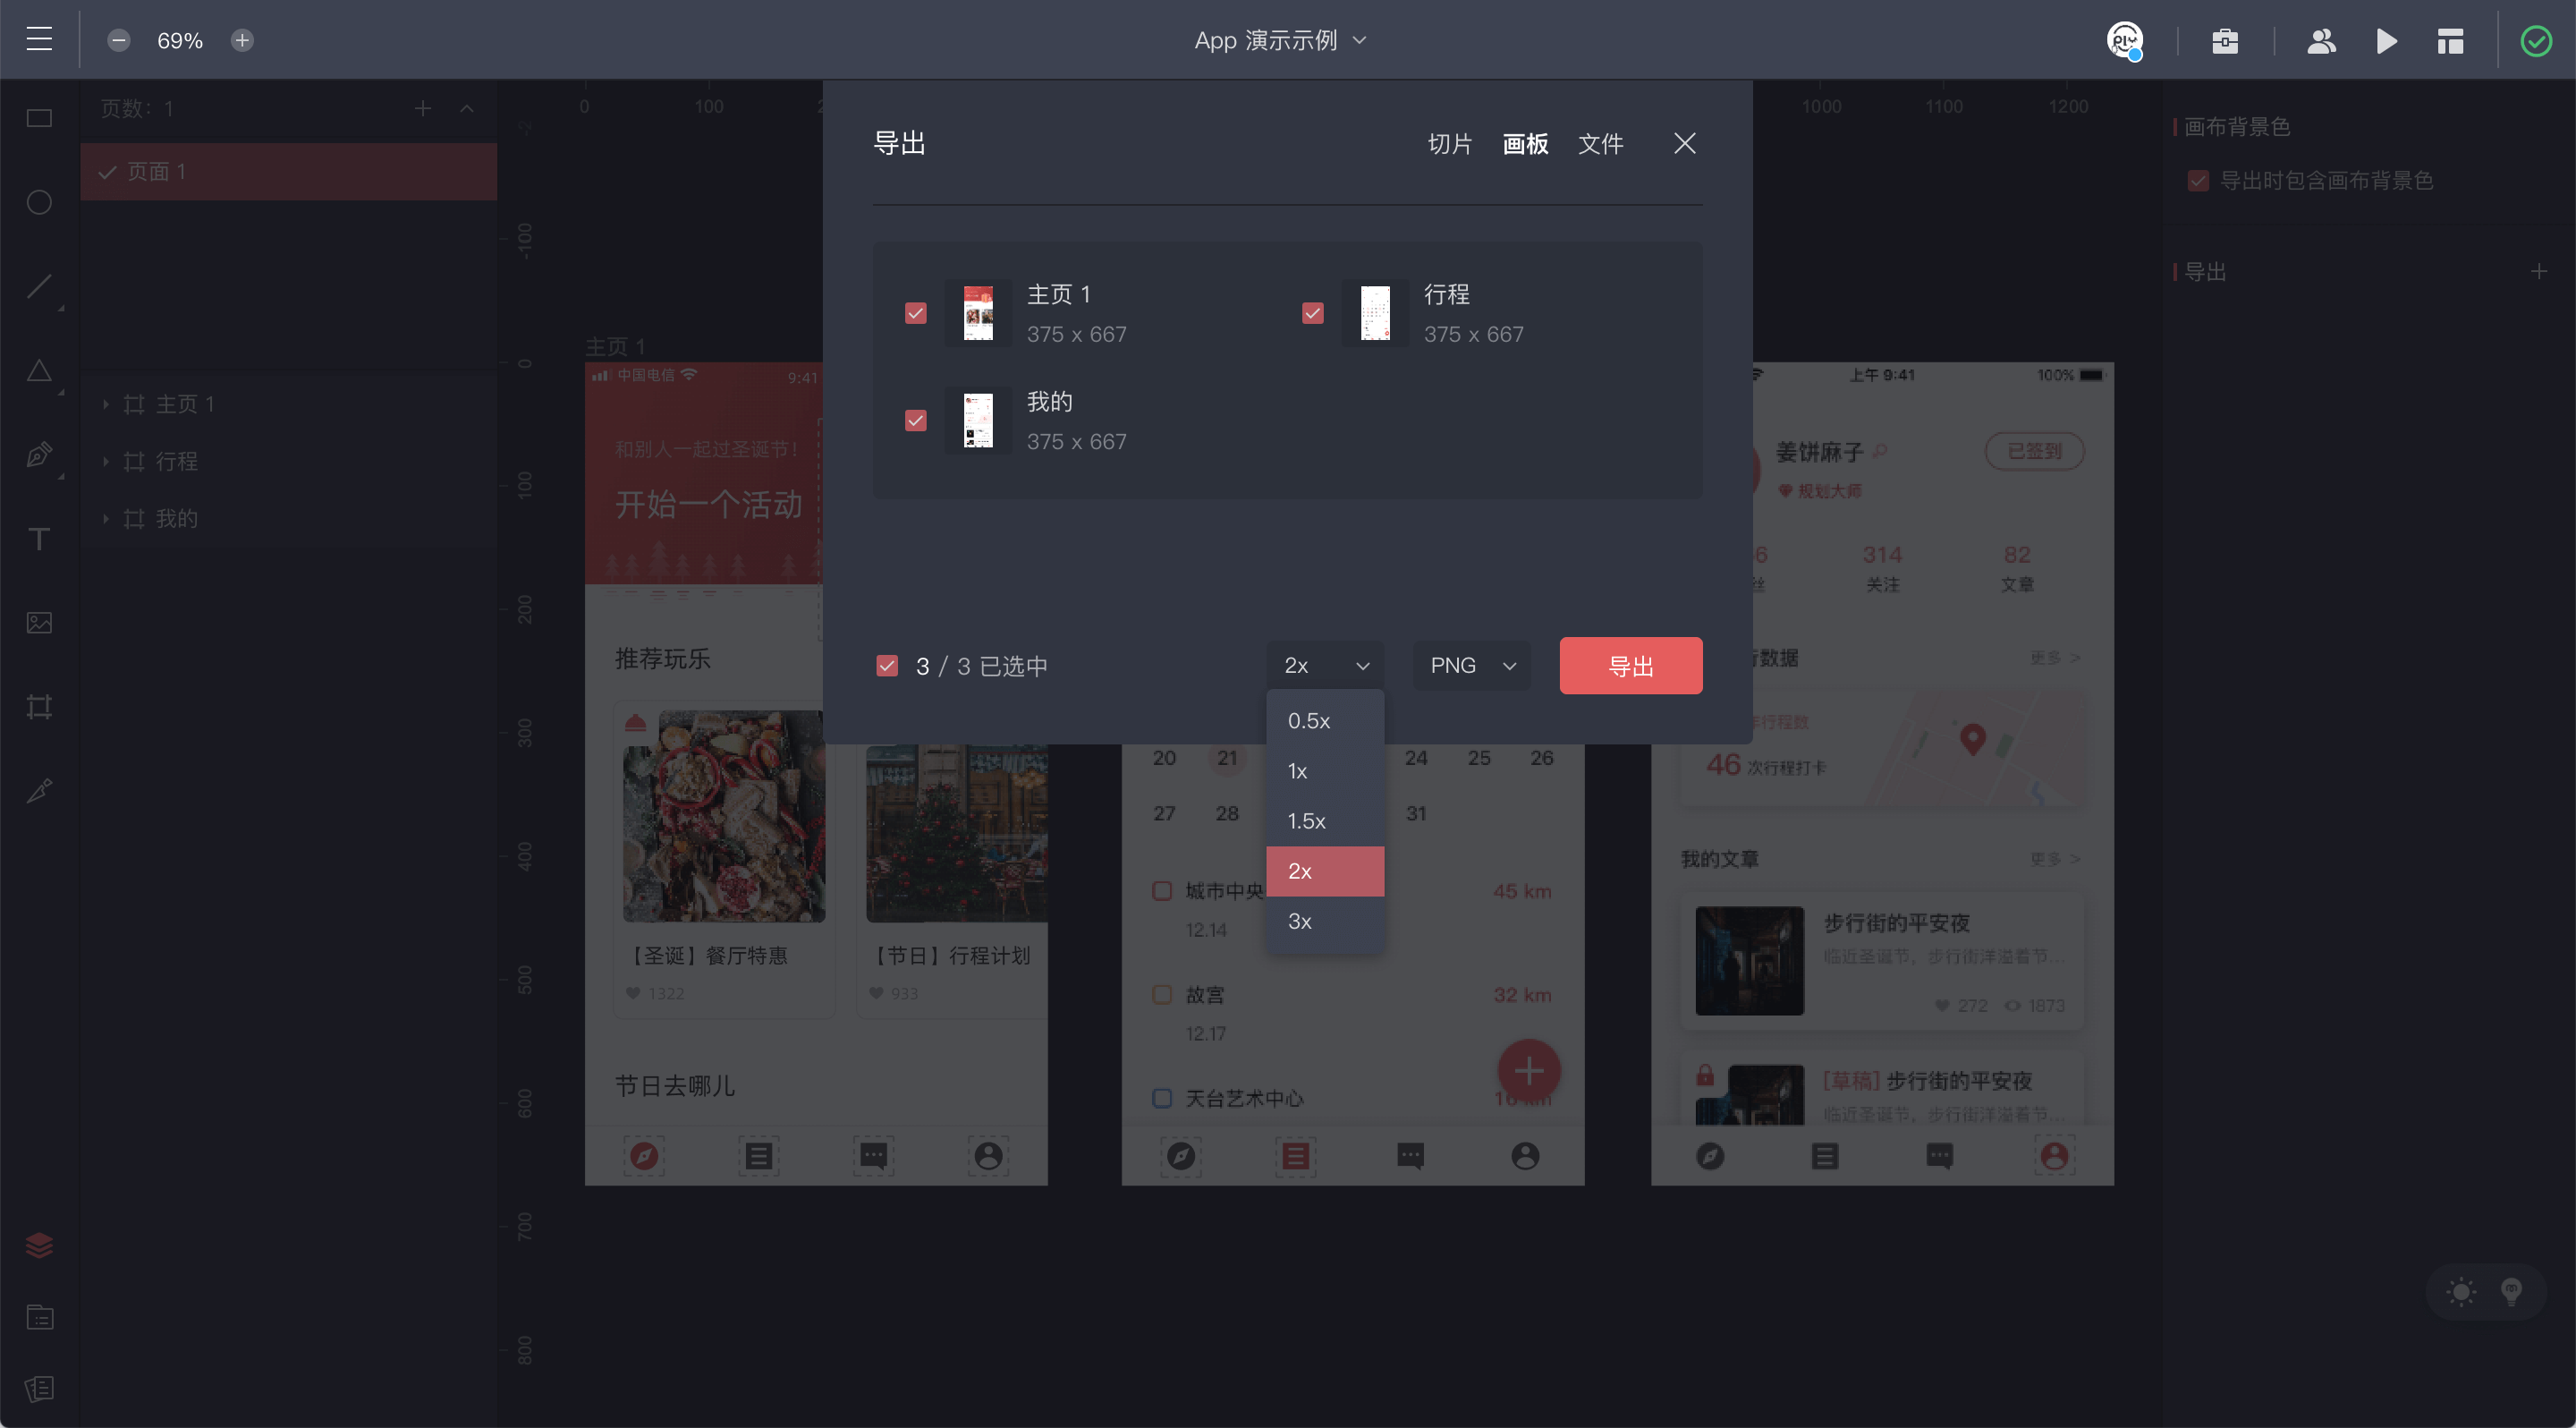 69%
App 演示示例
页数：1
页面 1
主页 1
行程
我的
0
100
1000
1100
1200
-100
0
100
200
300
400
500
600
700
800
导出
切片
画板
文件
主页 1
375 x 667
行程
375 x 667
我的
375 x 667
3 / 3 已选中
2x
PNG
导出
0.5x
1x
1.5x
2x
3x
画布背景色
导出时包含画布背景色
导出
主页 1
中国电信
9:41
和别人一起过圣诞节！
开始一个活动
推荐玩乐
【圣诞】餐厅特惠
1322
【节日】行程计划
933
节日去哪儿
20 21 24 25 26
27 28 31
城市中央
45 km
12.14
故宫
32 km
12.17
天台艺术中心
上午 9:41
100%
姜饼麻子
已签到
规划大师
314
82
关注
文章
更多 >
46 次行程打卡
我的文章
更多 >
步行街的平安夜
临近圣诞节，步行街洋溢着节...
272
1873
[草稿] 步行街的平安夜
临近圣诞节，步行街洋溢着节...